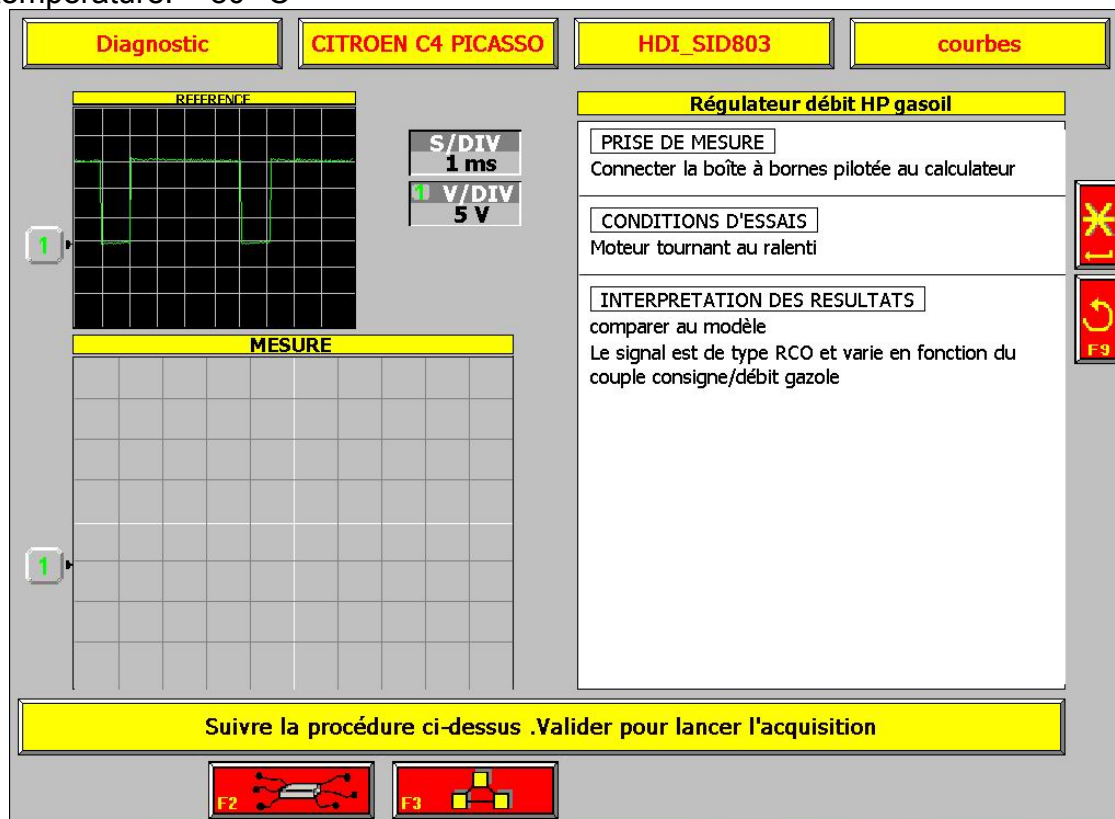 Diagnostic
CITROEN C4 PICASSO
HDI_SID803
courbes
REFERENCE
S/DIV
1 ms
1 V/DIV
5 V
1
MESURE
1
Régulateur débit HP gasoil
PRISE DE MESURE
Connecter la boîte à bornes pilotée au calculateur
CONDITIONS D'ESSAIS
Moteur tournant au ralenti
INTERPRETATION DES RESULTATS
comparer au modèle
Le signal est de type RCO et varie en fonction du
couple consigne/débit gazole
F9
Suivre la procédure ci-dessus .Valider pour lancer l'acquisition
F2
F3